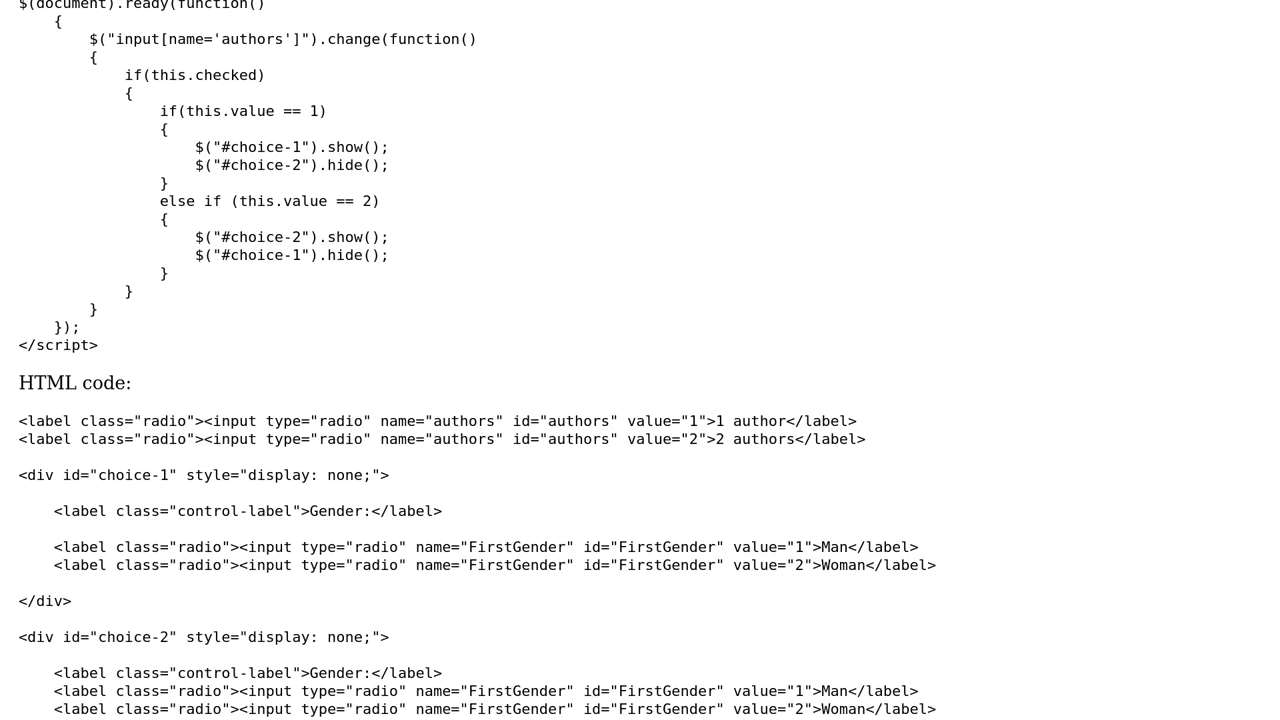 $(document).ready(function()
    {
        $("input[name='authors']").change(function()
        {
            if(this.checked)
            {
                if(this.value == 1)
                {
                    $("#choice-1").show();
                    $("#choice-2").hide();
                }
                else if (this.value == 2)
                {
                    $("#choice-2").show();
                    $("#choice-1").hide();
                }
            }
        }
    });
</script>
HTML code:
<label class="radio"><input type="radio" name="authors" id="authors" value="1">1 author</label>
<label class="radio"><input type="radio" name="authors" id="authors" value="2">2 authors</label>
<div id="choice-1" style="display: none;">
    <label class="control-label">Gender:</label>
    <label class="radio"><input type="radio" name="FirstGender" id="FirstGender" value="1">Man</label>
    <label class="radio"><input type="radio" name="FirstGender" id="FirstGender" value="2">Woman</label>
</div>
<div id="choice-2" style="display: none;">
    <label class="control-label">Gender:</label>
    <label class="radio"><input type="radio" name="FirstGender" id="FirstGender" value="1">Man</label>
    <label class="radio"><input type="radio" name="FirstGender" id="FirstGender" value="2">Woman</label>